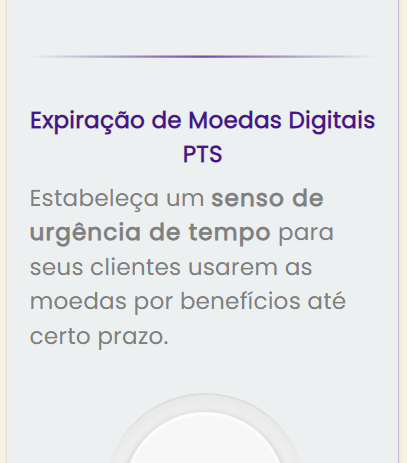 Expiração de Moedas Digitais
PTS
Estabeleça um senso de
urgência de tempo para
seus clientes usarem as
moedas por benefícios até
certo prazo.